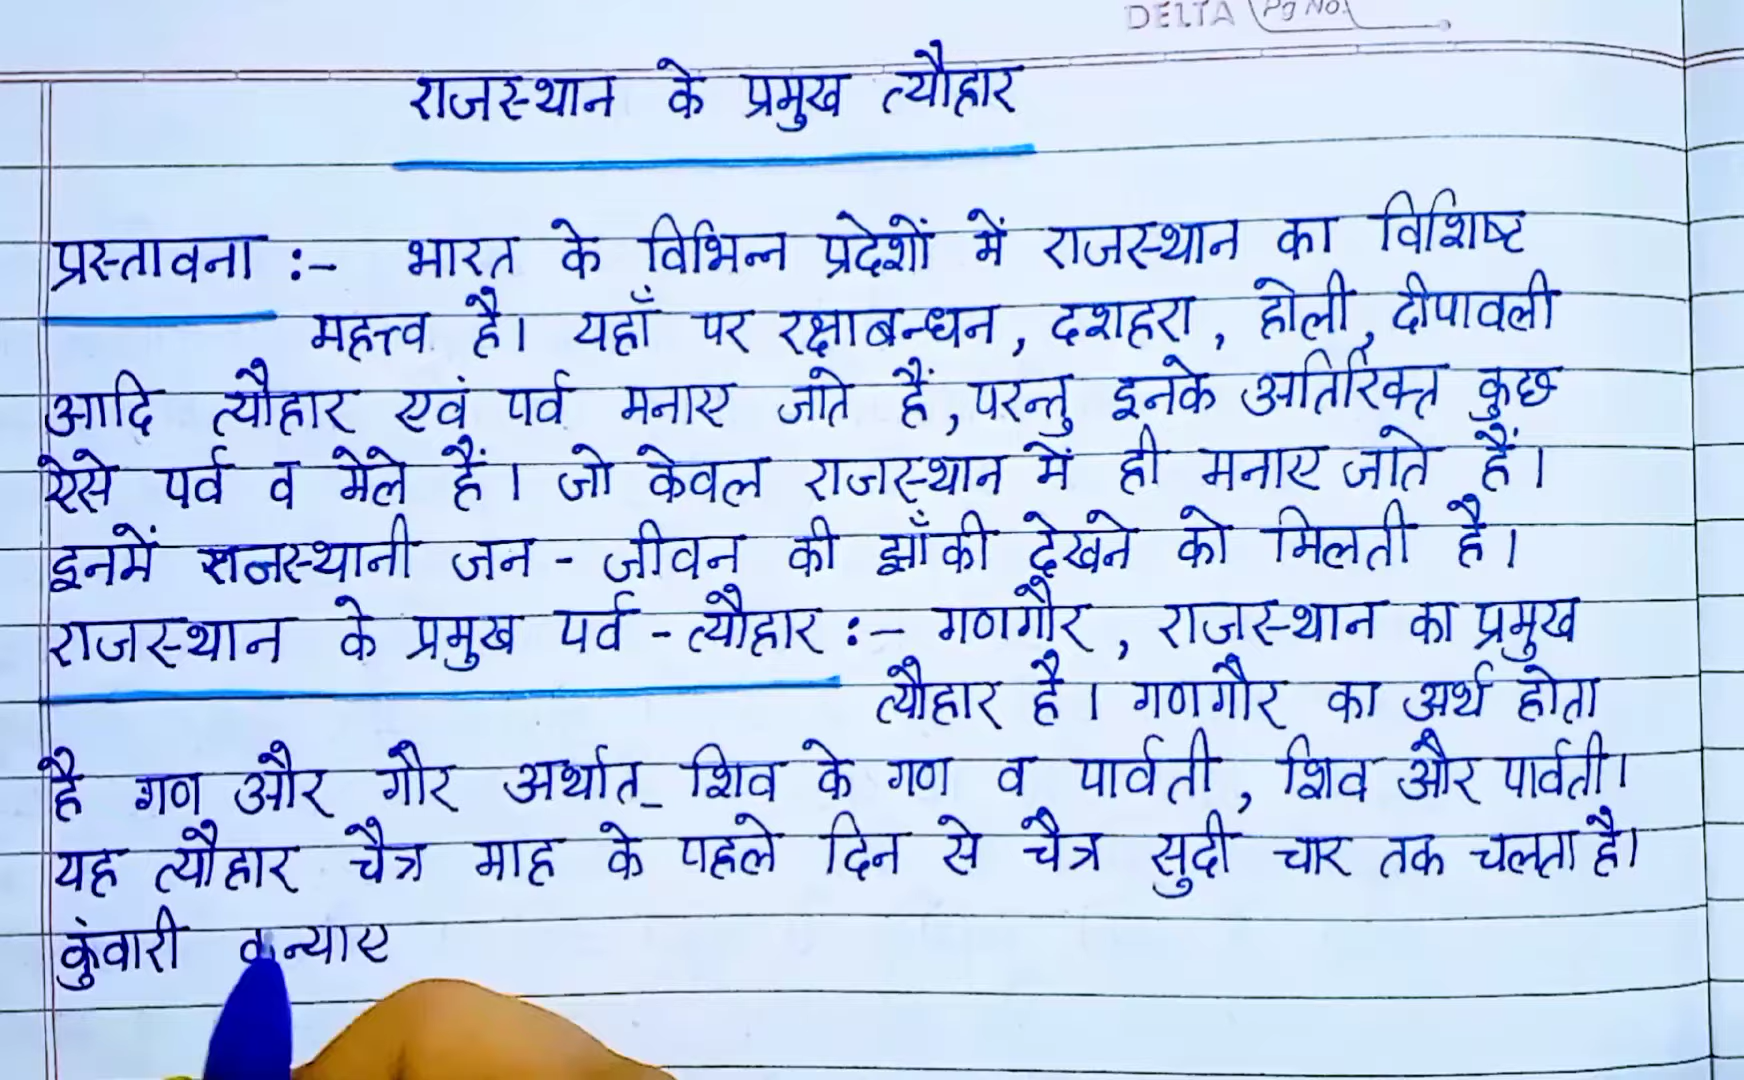 DELTA Pg No.
राजस्थान के प्रमुख त्यौहार
प्रस्तावना :- भारत के विभिन्न प्रदेशों में राजस्थान का विशिष्ट
महत्त्व है। यहाँ पर रक्षाबन्धन, दशहरा, होली, दीपावली
आदि त्यौहार एवं पर्व मनाए जाते हैं, परन्तु इनके अतिरिक्त कुछ
ऐसे पर्व व मेले हैं। जो केवल राजस्थान में ही मनाए जाते हैं।
इनमें राजस्थानी जन - जीवन की झाँकी देखने को मिलती है।
राजस्थान के प्रमुख पर्व - त्यौहार :- गणगौर, राजस्थान का प्रमुख
त्यौहार है। गणगौर का अर्थ होता
है गण और गौर अर्थात् शिव के गण व पार्वती, शिव और पार्वती।
यह त्यौहार चैत्र माह के पहले दिन से चैत्र सुदी चार तक चलता है।
कुंवारी कन्याए